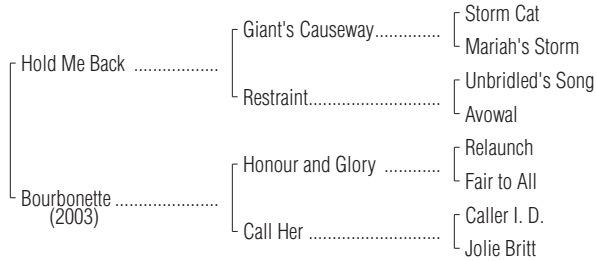 Storm Cat
Giant's Causeway..............
Mariah's Storm
Hold Me Back ..................
Unbridled's Song
Restraint............................
Avowal
Relaunch
Honour and Glory ............
Fair to All
Bourbonette ......................
(2003)
Caller I. D.
Call Her ............................
Jolie Britt